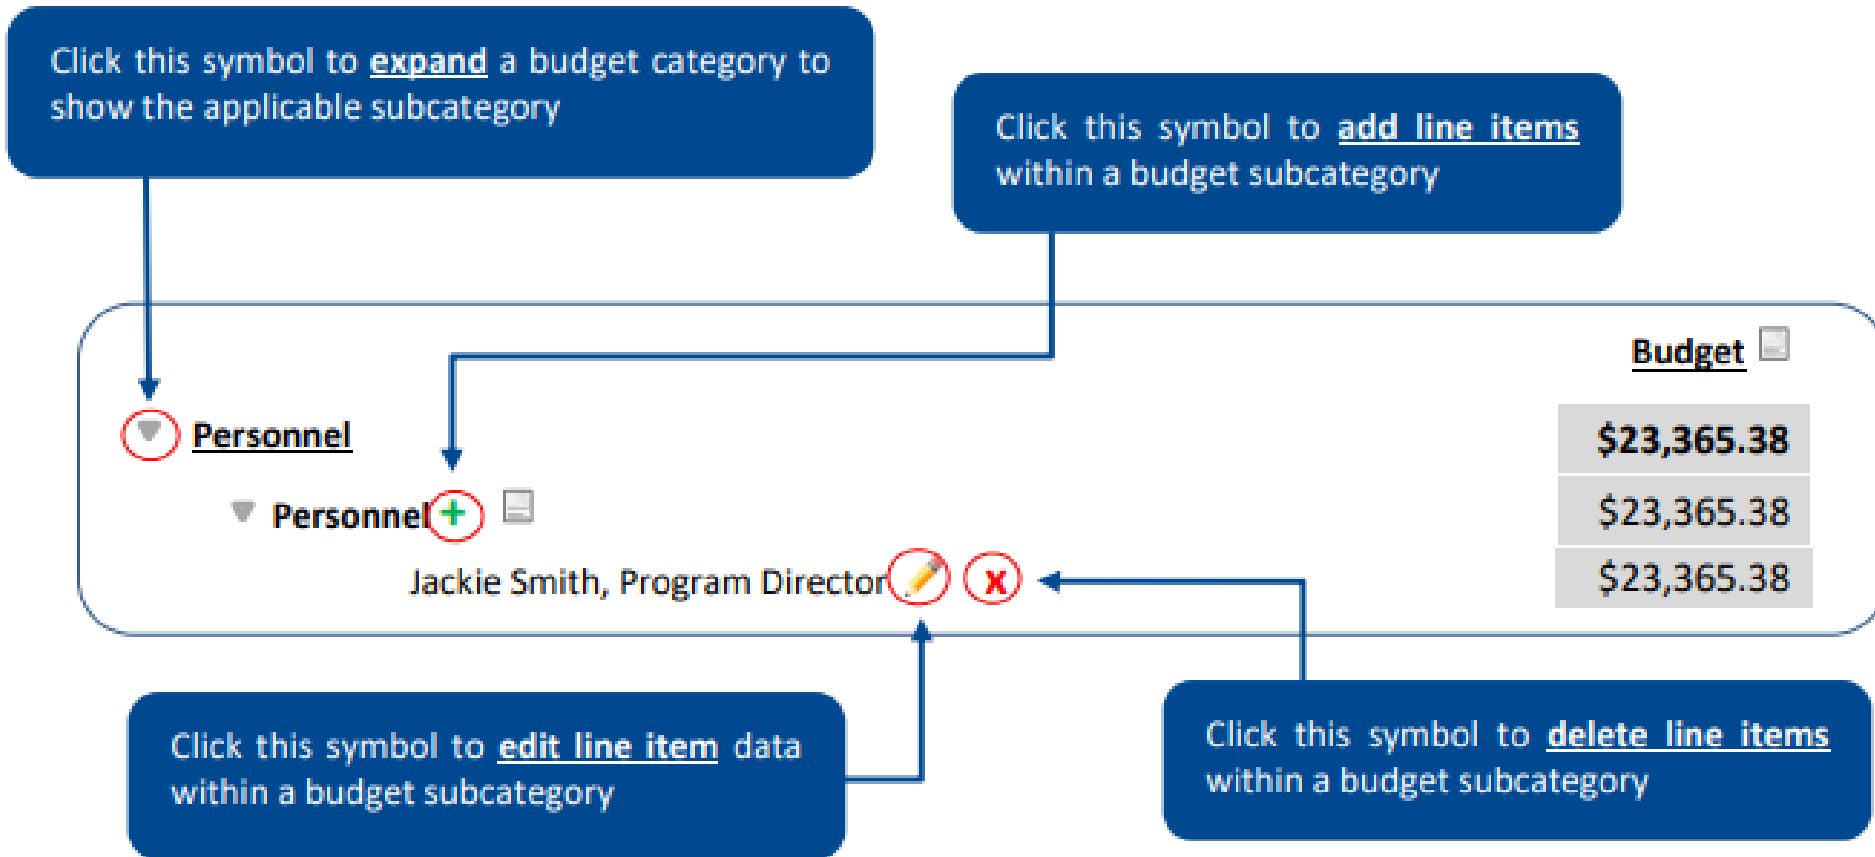 Click this symbol to expand a budget category to
show the applicable subcategory
Click this symbol to add line items
within a budget subcategory
Budget
Personnel
$23,365.38
Personnel +
$23,365.38
Jackie Smith, Program Director x
$23,365.38
Click this symbol to edit line item data
within a budget subcategory
Click this symbol to delete line items
within a budget subcategory